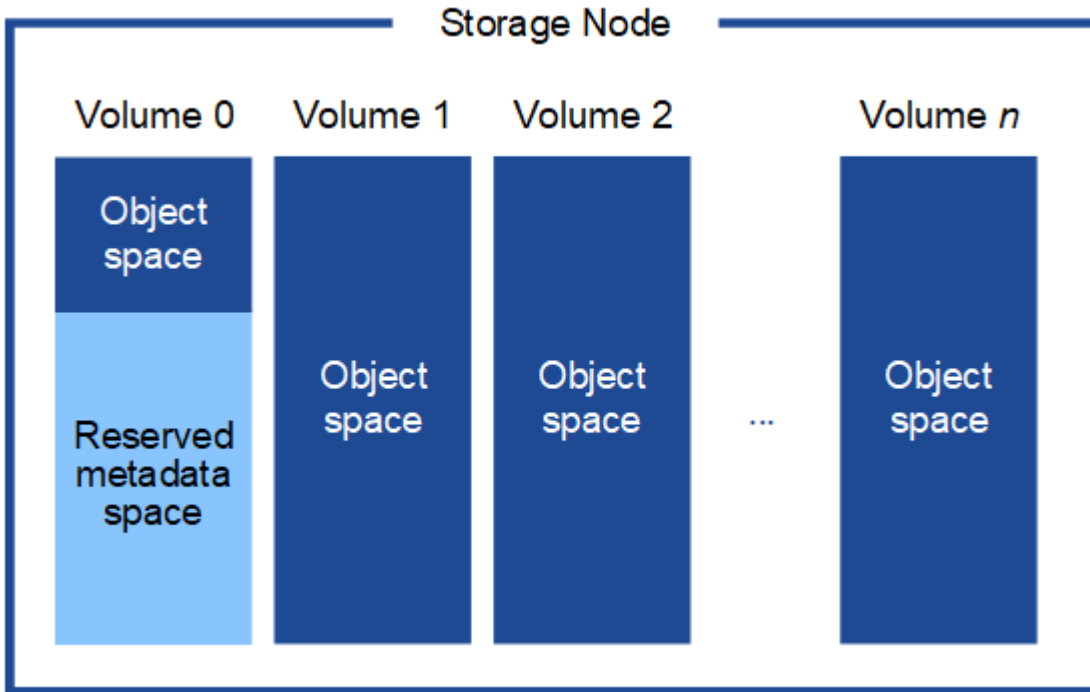 Storage Node
Volume 0
Volume 1
Volume 2
Volume n
Object
space
Reserved
metadata
space
Object
space
Object
space
...
Object
space